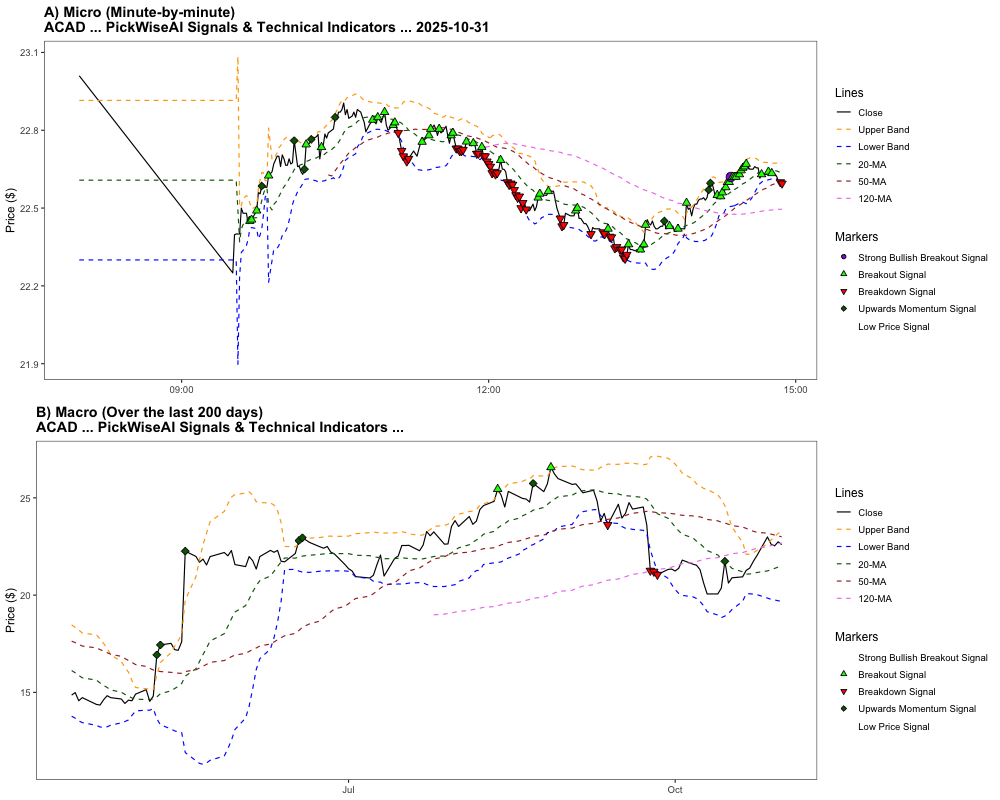 A) Micro (Minute-by-minute)
ACAD ... PickWiseAI Signals & Technical Indicators ... 2025-10-31
Price ($)
23.1
22.8
22.5
22.2
21.9
09:00
12:00
15:00
Lines
Close
Upper Band
Lower Band
20-MA
50-MA
120-MA
Markers
Strong Bullish Breakout Signal
Breakout Signal
Breakdown Signal
Upwards Momentum Signal
Low Price Signal
B) Macro (Over the last 200 days)
ACAD ... PickWiseAI Signals & Technical Indicators ...
Price ($)
25
20
15
Jul
Oct
Lines
Close
Upper Band
Lower Band
20-MA
50-MA
120-MA
Markers
Strong Bullish Breakout Signal
Breakout Signal
Breakdown Signal
Upwards Momentum Signal
Low Price Signal